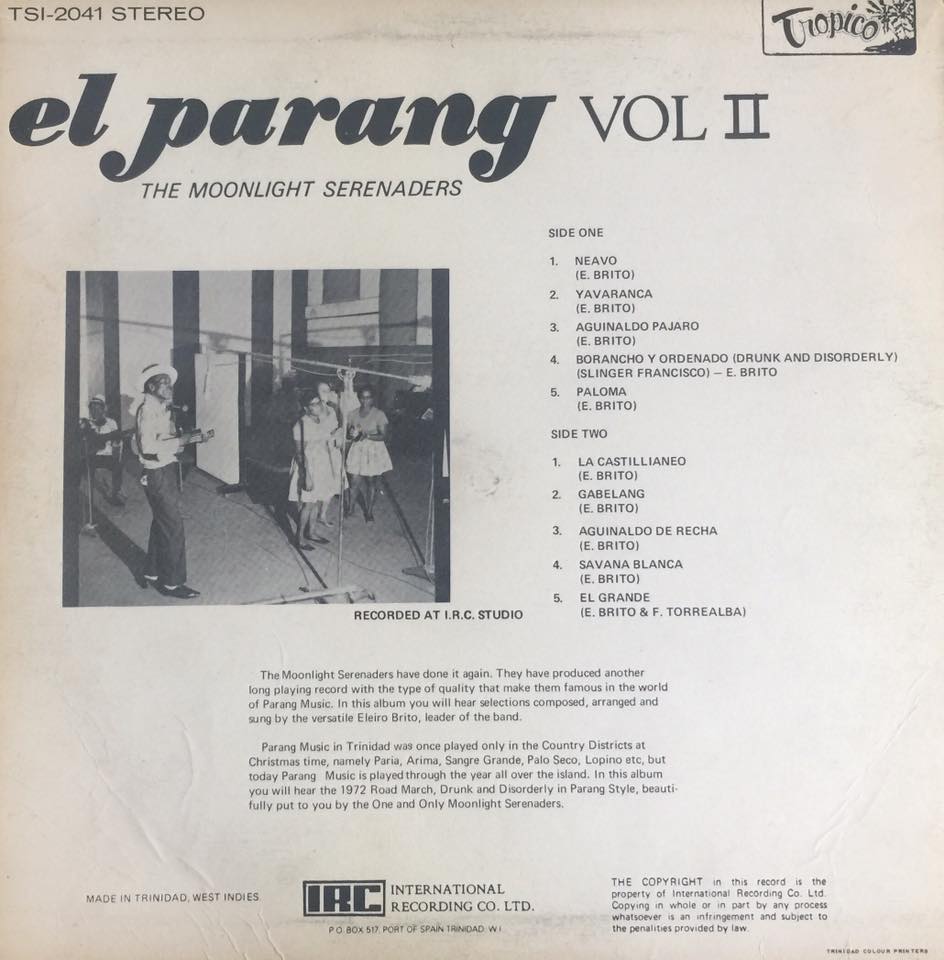 TSI-2041 STEREO
Tropico
el parang VOL II
THE MOONLIGHT SERENADERS
SIDE ONE
1. NEAVO
(E. BRITO)
2. YAVARANCA
(E. BRITO)
3. AGUINALDO PAJARO
(E. BRITO)
4. BORANCHO Y ORDENADO (DRUNK AND DISORDERLY)
(SLINGER FRANCISCO) – E. BRITO
5. PALOMA
(E. BRITO)
SIDE TWO
1. LA CASTILLIANEO
(E. BRITO)
2. GABELANG
(E. BRITO)
3. AGUINALDO DE RECHA
(E. BRITO)
4. SAVANA BLANCA
(E. BRITO)
5. EL GRANDE
(E. BRITO & F. TORREALBA)
RECORDED AT I.R.C. STUDIO
The Moonlight Serenaders have done it again. They have produced another
long playing record with the type of quality that make them famous in the world
of Parang Music. In this album you will hear selections composed, arranged and
sung by the versatile Eleiro Brito, leader of the band.
Parang Music in Trinidad was once played only in the Country Districts at
Christmas time, namely Paria, Arima, Sangre Grande, Palo Seco, Lopino etc, but
today Parang Music is played through the year all over the island. In this album
you will hear the 1972 Road March, Drunk and Disorderly in Parang Style, beauti-
fully put to you by the One and Only Moonlight Serenaders.
MADE IN TRINIDAD, WEST INDIES
IRC INTERNATIONAL
RECORDING CO. LTD.
P.O. BOX 517, PORT OF SPAIN TRINIDAD W.I.
THE COPYRIGHT in this record is the
property of International Recording Co. Ltd.
Copying in whole or in part by any process
whatsoever is an infringement and subject to
the penalities provided by law.
TRINIDAD COLOUR PRINTERS